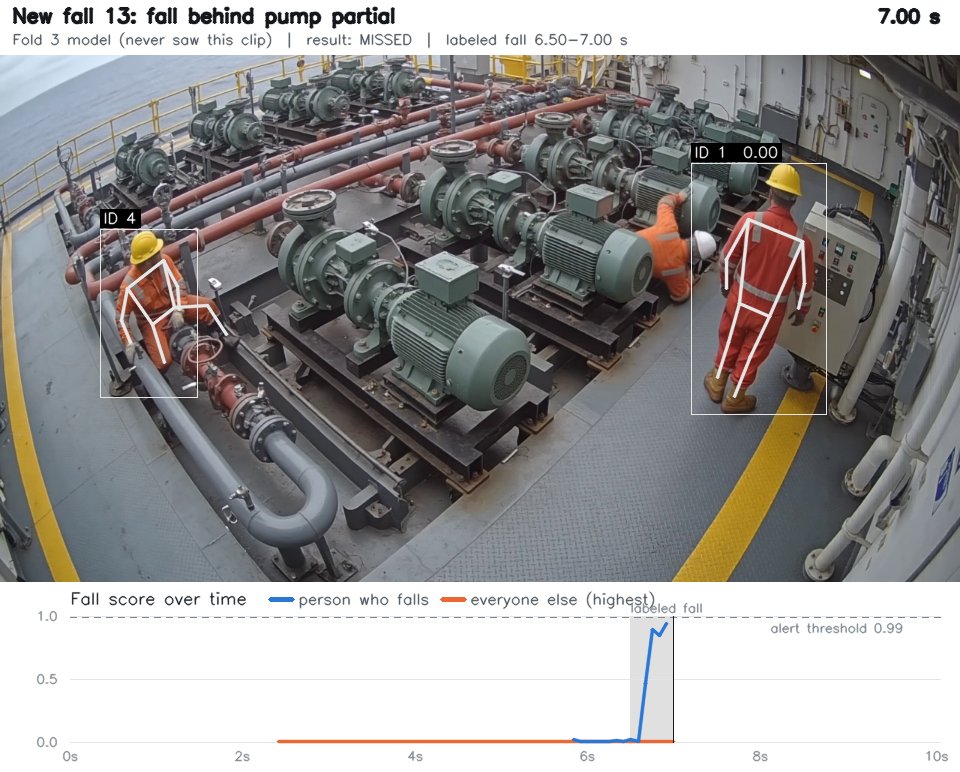 New fall 13: fall behind pump partial
7.00 s
Fold 3 model (never saw this clip) | result: MISSED | labeled fall 6.50–7.00 s
ID 1 0.00
ID 4
Fall score over time
person who falls
everyone else (highest)
labeled fall
alert threshold 0.99
1.0
0.5
0.0
0s 2s 4s 6s 8s 10s